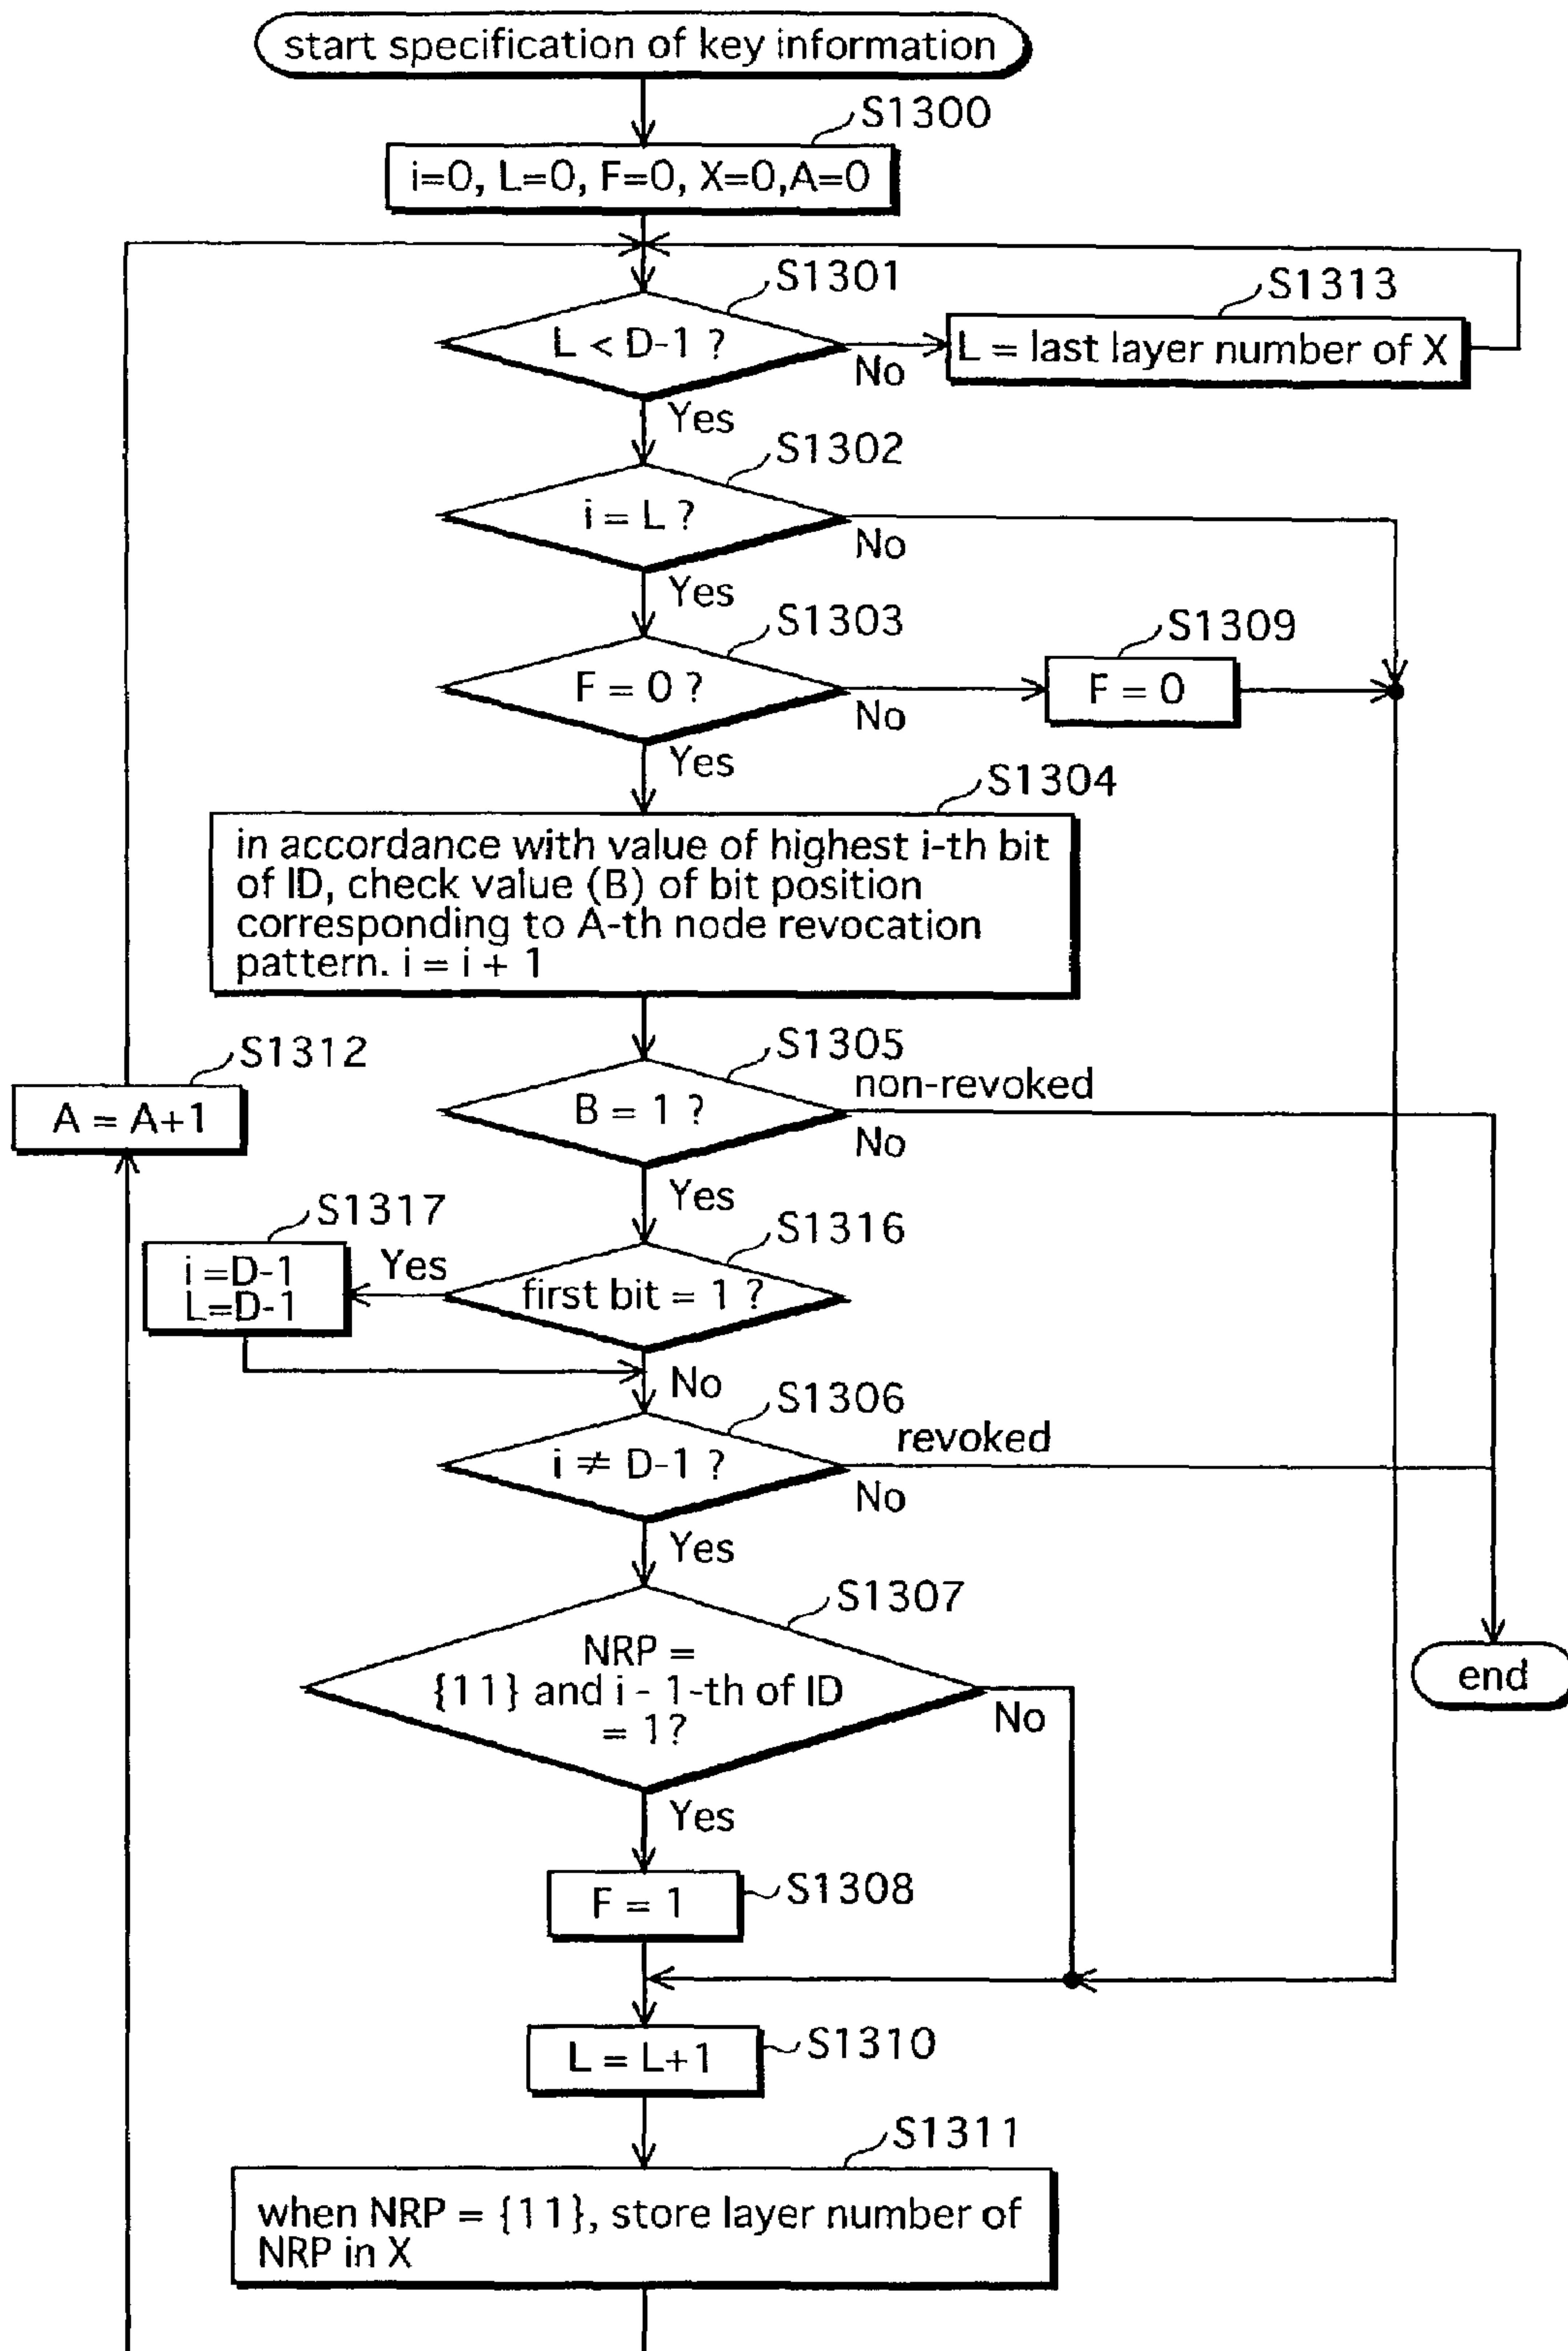 start specification of key information
S1300
i=0, L=0, F=0, X=0,A=0
S1301
L < D-1 ?
No
Yes
S1313
L = last layer number of X
S1302
i = L ?
No
Yes
S1303
F = 0 ?
No
Yes
S1309
F = 0
S1304
in accordance with value of highest i-th bit
of ID, check value (B) of bit position
corresponding to A-th node revocation
pattern. i = i + 1
S1312
A = A+1
S1305
B = 1 ?
non-revoked
No
Yes
S1317
i =D-1
L=D-1
Yes
S1316
first bit = 1 ?
No
S1306
i ≠ D-1 ?
revoked
No
Yes
S1307
NRP =
{11} and i - 1-th of ID
= 1?
No
Yes
end
F = 1
S1308
L = L+1
S1310
S1311
when NRP = {11}, store layer number of
NRP in X